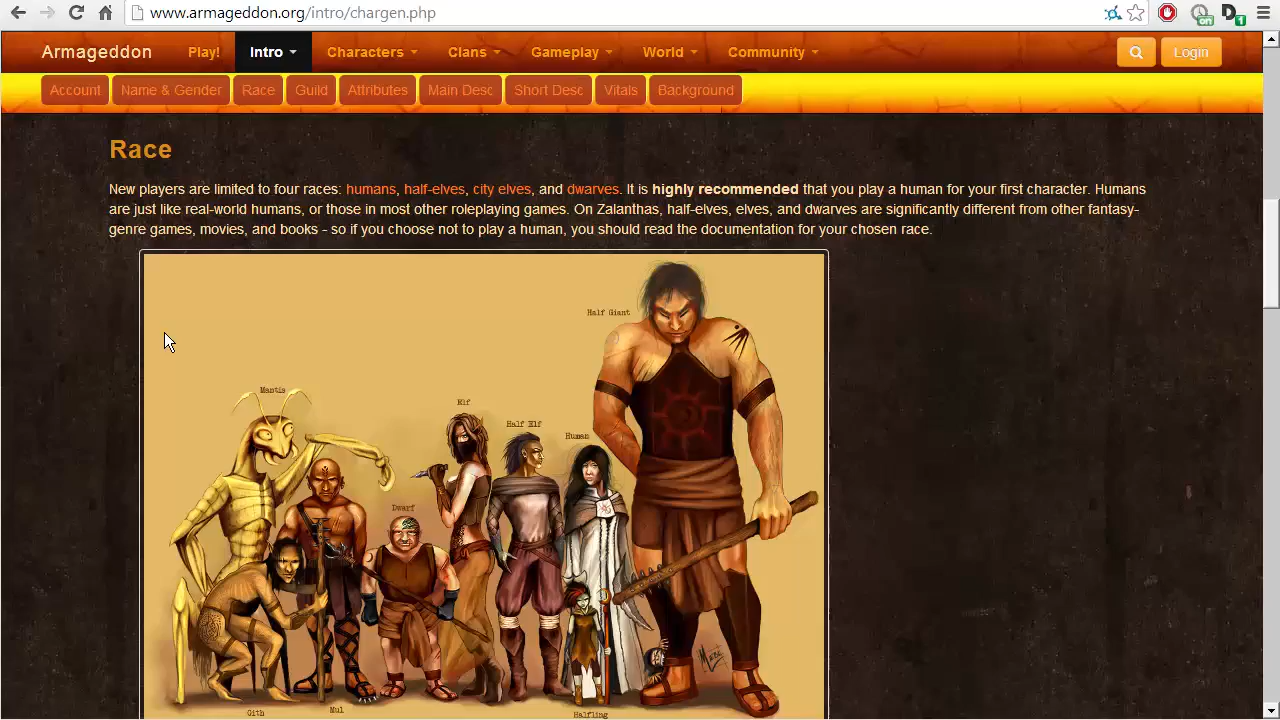 www.armageddon.org/intro/chargen.php
on
1
Armageddon Play! Intro Characters Clans Gameplay World Community Login
Account Name & Gender Race Guild Attributes Main Desc Short Desc Vitals Background
Race
New players are limited to four races: humans, half-elves, city elves, and dwarves. It is highly recommended that you play a human for your first character. Humans
are just like real-world humans, or those in most other roleplaying games. On Zalanthas, half-elves, elves, and dwarves are significantly different from other fantasy-
genre games, movies, and books - so if you choose not to play a human, you should read the documentation for your chosen race.
Half Giant
Mantis
Elf
Half Elf
Human
Dwarf
Gith
Mul
Halfling